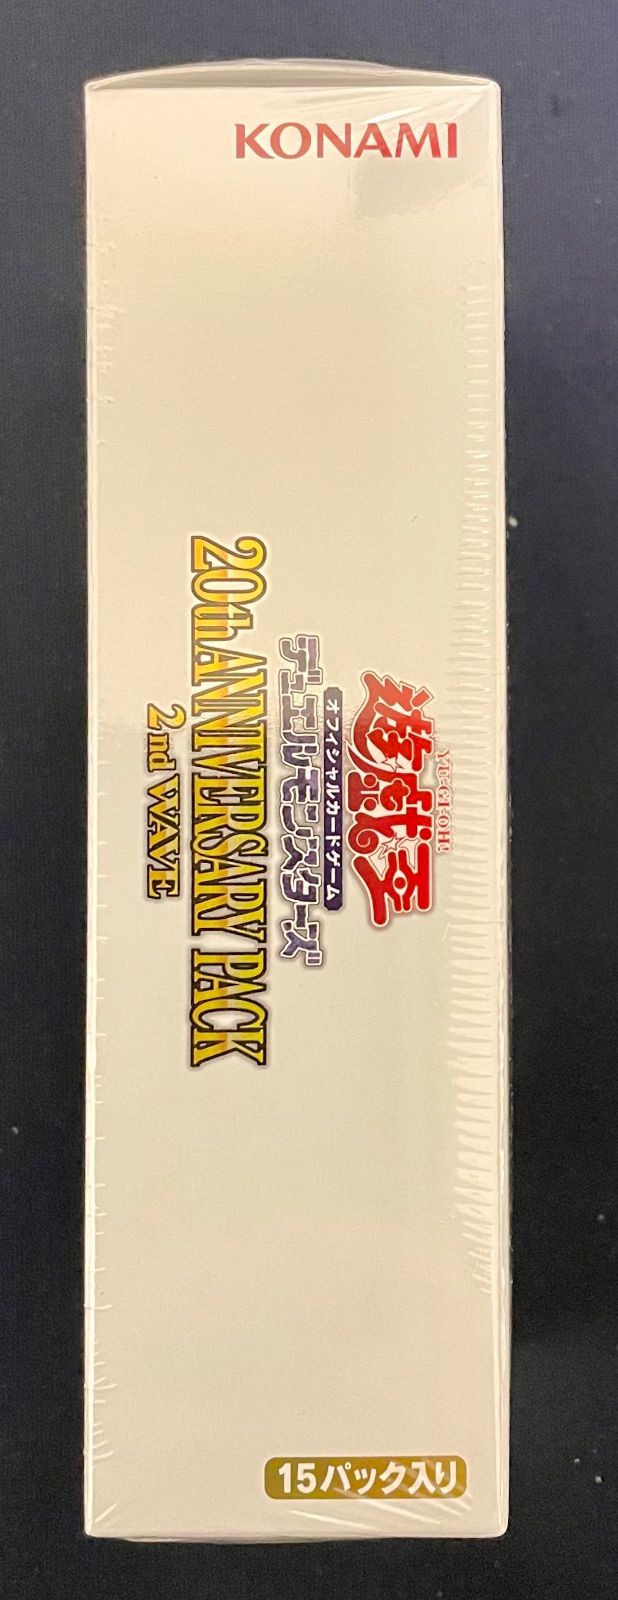 KONAMI
YU-GI-OH!
遊戯王
オフィシャルカードゲーム
デュエルモンスターズ
20th ANNIVERSARY PACK
2nd WAVE
15パック入り